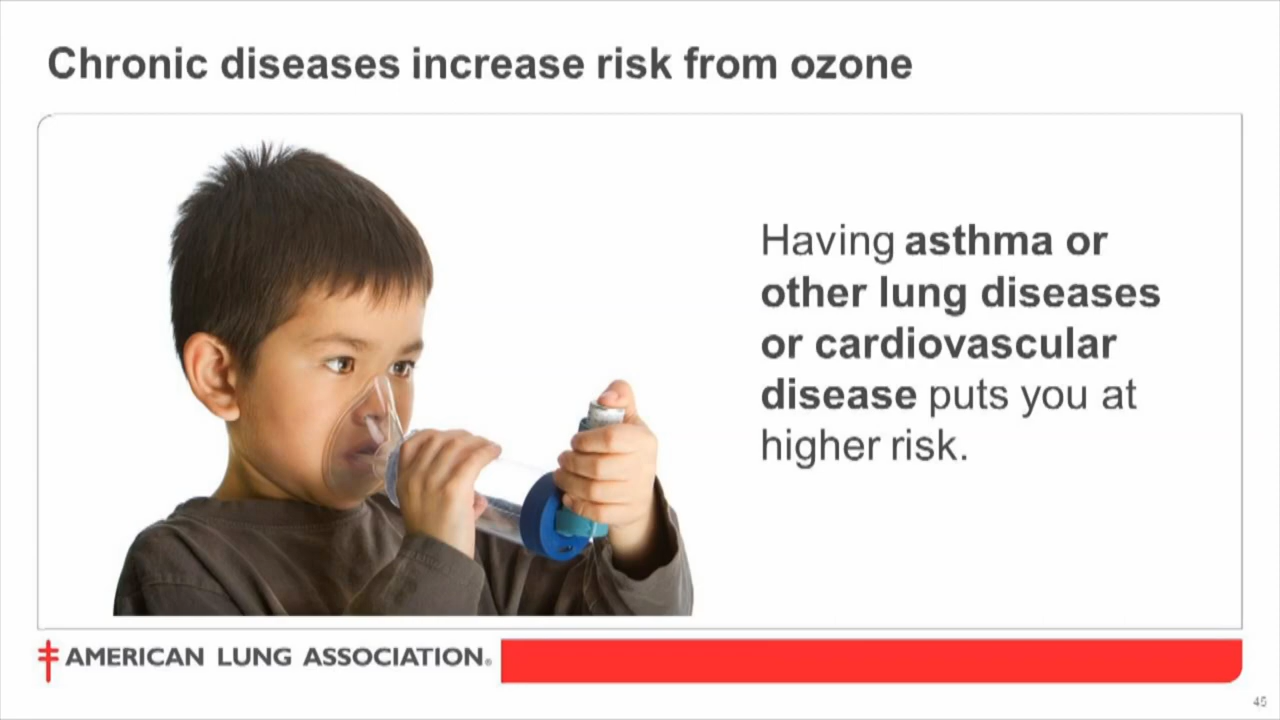 Chronic diseases increase risk from ozone
Having asthma or
other lung diseases
or cardiovascular
disease puts you at
higher risk.
AMERICAN LUNG ASSOCIATION®
45